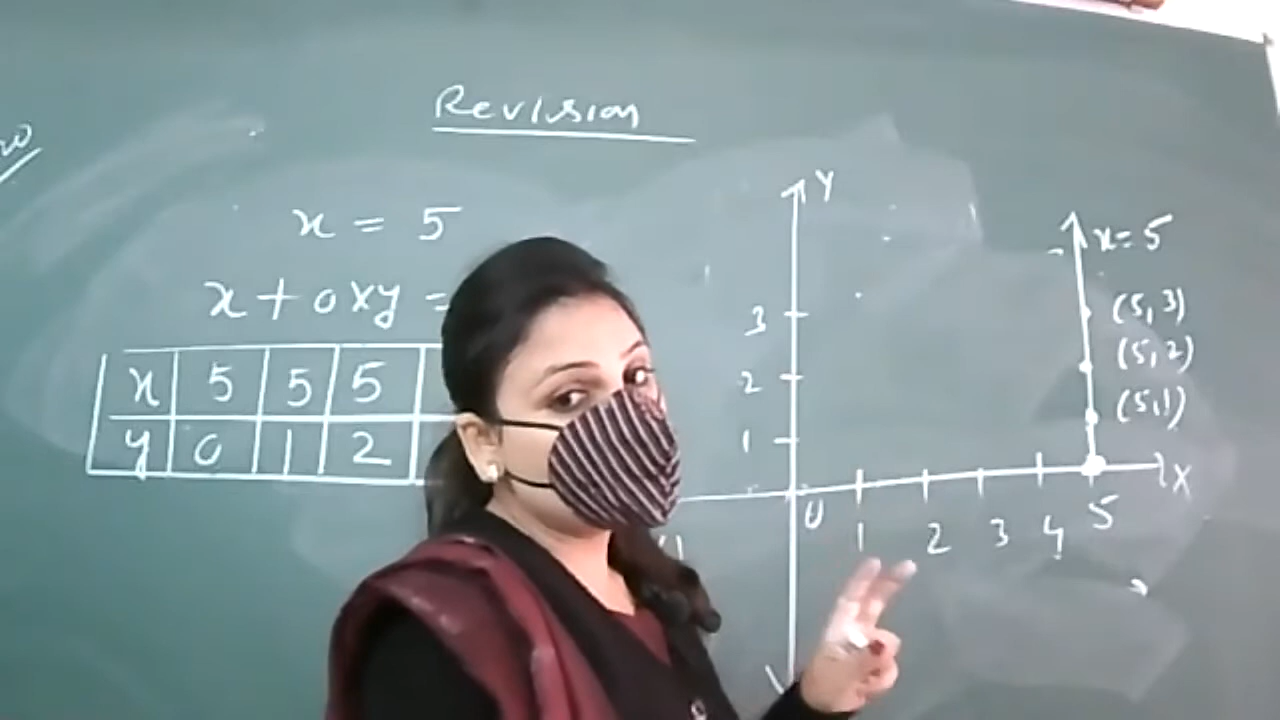 Revision
x = 5
x + 0xy =
x 5 5 5
y 0 1 2
Y
x = 5
3 (5, 3)
2 (5, 2)
1 (5, 1)
X
0 1 2 3 4 5